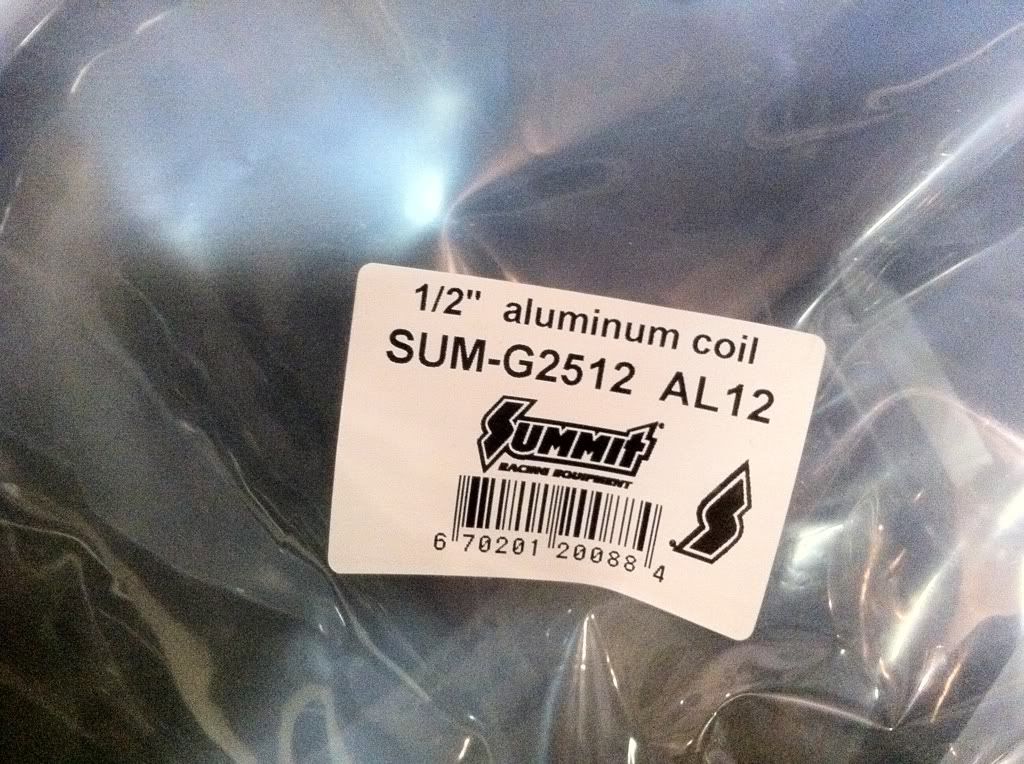 1/2" aluminum coil
SUM-G2512 AL12
SUMMIT
RACING EQUIPMENT
6 70201 20088 4